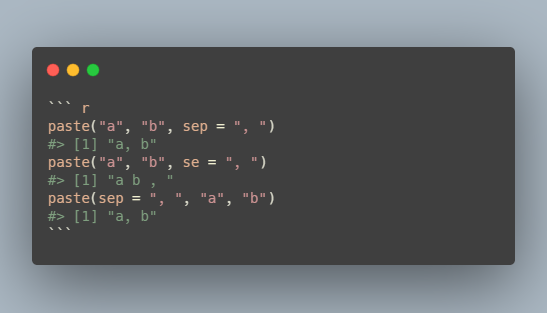 ``` r
paste("a", "b", sep = ", ")
#> [1] "a, b"
paste("a", "b", se = ", ")
#> [1] "a b , "
paste(sep = ", ", "a", "b")
#> [1] "a, b"
```